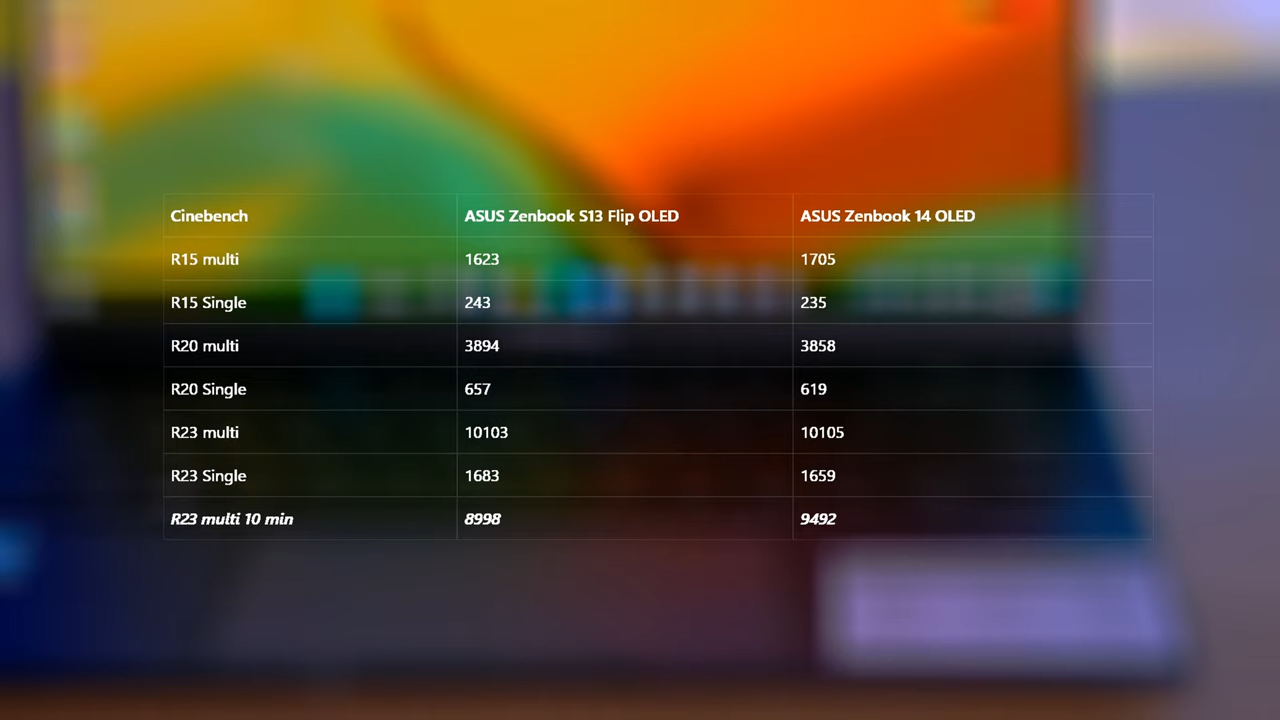 Cinebench ASUS Zenbook S13 Flip OLED ASUS Zenbook 14 OLED
R15 multi 1623 1705
R15 Single 243 235
R20 multi 3894 3858
R20 Single 657 619
R23 multi 10103 10105
R23 Single 1683 1659
R23 multi 10 min 8998 9492